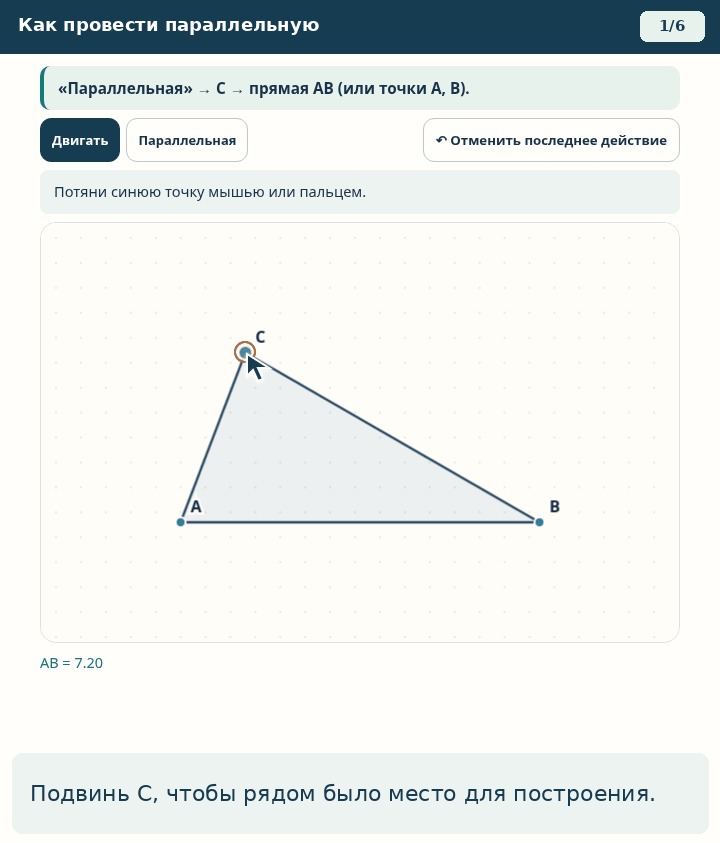 Как провести параллельную
1/6
«Параллельная» → C → прямая AB (или точки A, B).
Двигать
Параллельная
↶ Отменить последнее действие
Потяни синюю точку мышью или пальцем.
C
A
B
AB = 7.20
Подвинь C, чтобы рядом было место для построения.